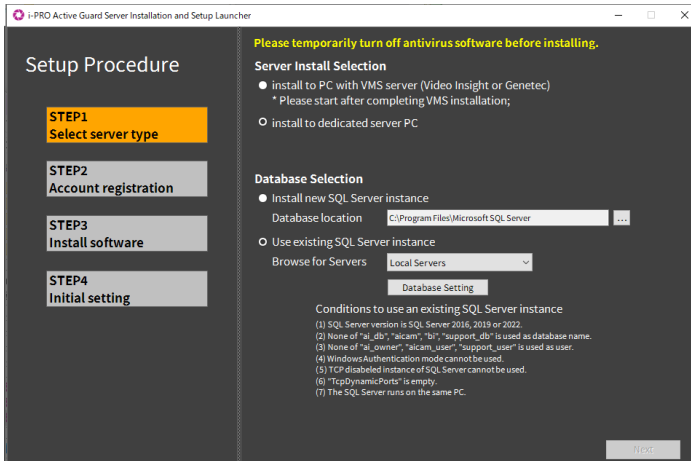 i-PRO Active Guard Server Installation and Setup Launcher
Setup Procedure
STEP1
Select server type
STEP2
Account registration
STEP3
Install software
STEP4
Initial setting
Please temporarily turn off antivirus software before installing.
Server Install Selection
install to PC with VMS server (Video Insight or Genetec)
* Please start after completing VMS installation;
install to dedicated server PC
Database Selection
Install new SQL Server instance
Database location C:\Program Files\Microsoft SQL Server ...
Use existing SQL Server instance
Browse for Servers Local Servers
Database Setting
Conditions to use an existing SQL Server instance
(1) SQL Server version is SQL Server 2016, 2019 or 2022.
(2) None of "ai_db", "aicam", "bi", "support_db" is used as database name.
(3) None of "ai_owner", "aicam_user", "support_user" is used as user.
(4) Windows Authentication mode cannot be used.
(5) TCP disabeled instance of SQL Server cannot be used.
(6) "TcpDynamicPorts" is empty.
(7) The SQL Server runs on the same PC.
Next